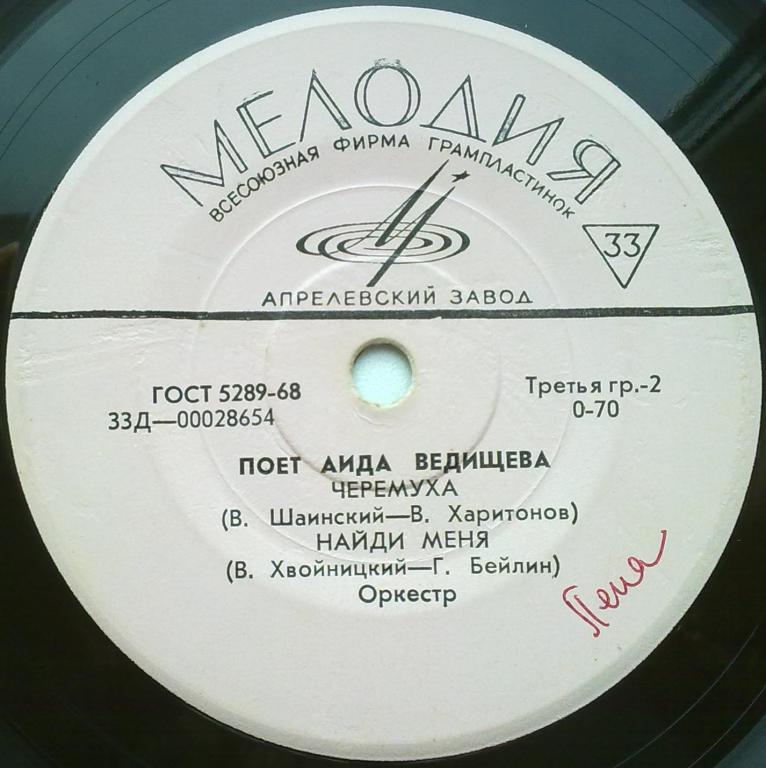 МЕЛОДИЯ
ВСЕСОЮЗНАЯ ФИРМА ГРАМПЛАСТИНОК
33
АПРЕЛЕВСКИЙ ЗАВОД
ГОСТ 5289-68
33Д—00028654
Третья гр.-2
0-70
ПОЕТ АИДА ВЕДИЩЕВА
ЧЕРЕМУХА
(В. Шаинский—В. Харитонов)
НАЙДИ МЕНЯ
(В. Хвойницкий—Г. Бейлин)
Оркестр